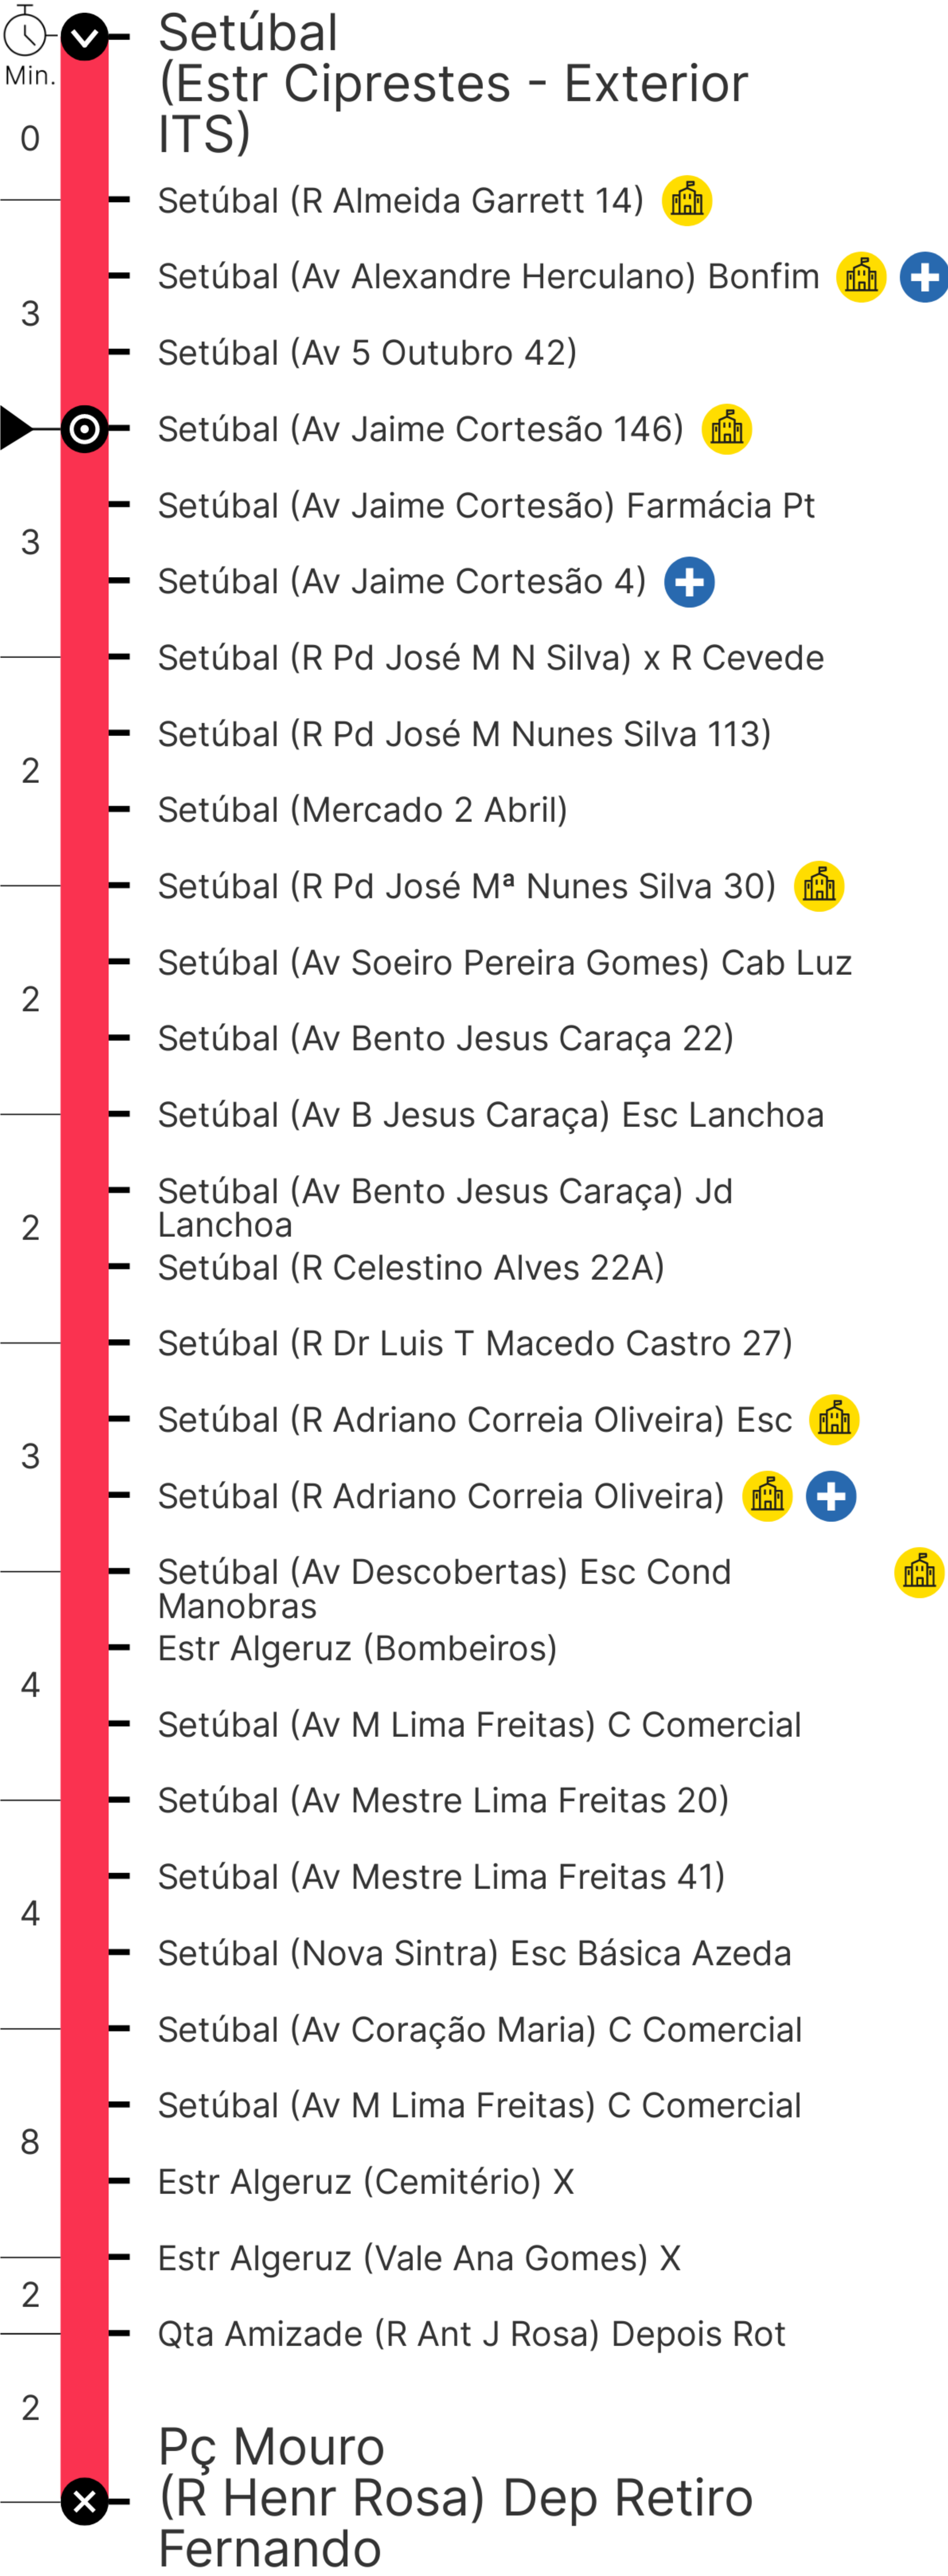 Min.
Setúbal
(Estr Ciprestes - Exterior
ITS)
0
Setúbal (R Almeida Garrett 14)
Setúbal (Av Alexandre Herculano) Bonfim
3
Setúbal (Av 5 Outubro 42)
Setúbal (Av Jaime Cortesão 146)
Setúbal (Av Jaime Cortesão) Farmácia Pt
3
Setúbal (Av Jaime Cortesão 4)
Setúbal (R Pd José M N Silva) x R Cevede
Setúbal (R Pd José M Nunes Silva 113)
2
Setúbal (Mercado 2 Abril)
Setúbal (R Pd José Mª Nunes Silva 30)
Setúbal (Av Soeiro Pereira Gomes) Cab Luz
2
Setúbal (Av Bento Jesus Caraça 22)
Setúbal (Av B Jesus Caraça) Esc Lanchoa
Setúbal (Av Bento Jesus Caraça) Jd
Lanchoa
2
Setúbal (R Celestino Alves 22A)
Setúbal (R Dr Luis T Macedo Castro 27)
Setúbal (R Adriano Correia Oliveira) Esc
3
Setúbal (R Adriano Correia Oliveira)
Setúbal (Av Descobertas) Esc Cond
Manobras
Estr Algeruz (Bombeiros)
4
Setúbal (Av M Lima Freitas) C Comercial
Setúbal (Av Mestre Lima Freitas 20)
Setúbal (Av Mestre Lima Freitas 41)
4
Setúbal (Nova Sintra) Esc Básica Azeda
Setúbal (Av Coração Maria) C Comercial
Setúbal (Av M Lima Freitas) C Comercial
8
Estr Algeruz (Cemitério) X
Estr Algeruz (Vale Ana Gomes) X
2
Qta Amizade (R Ant J Rosa) Depois Rot
2
Pç Mouro
(R Henr Rosa) Dep Retiro
Fernando